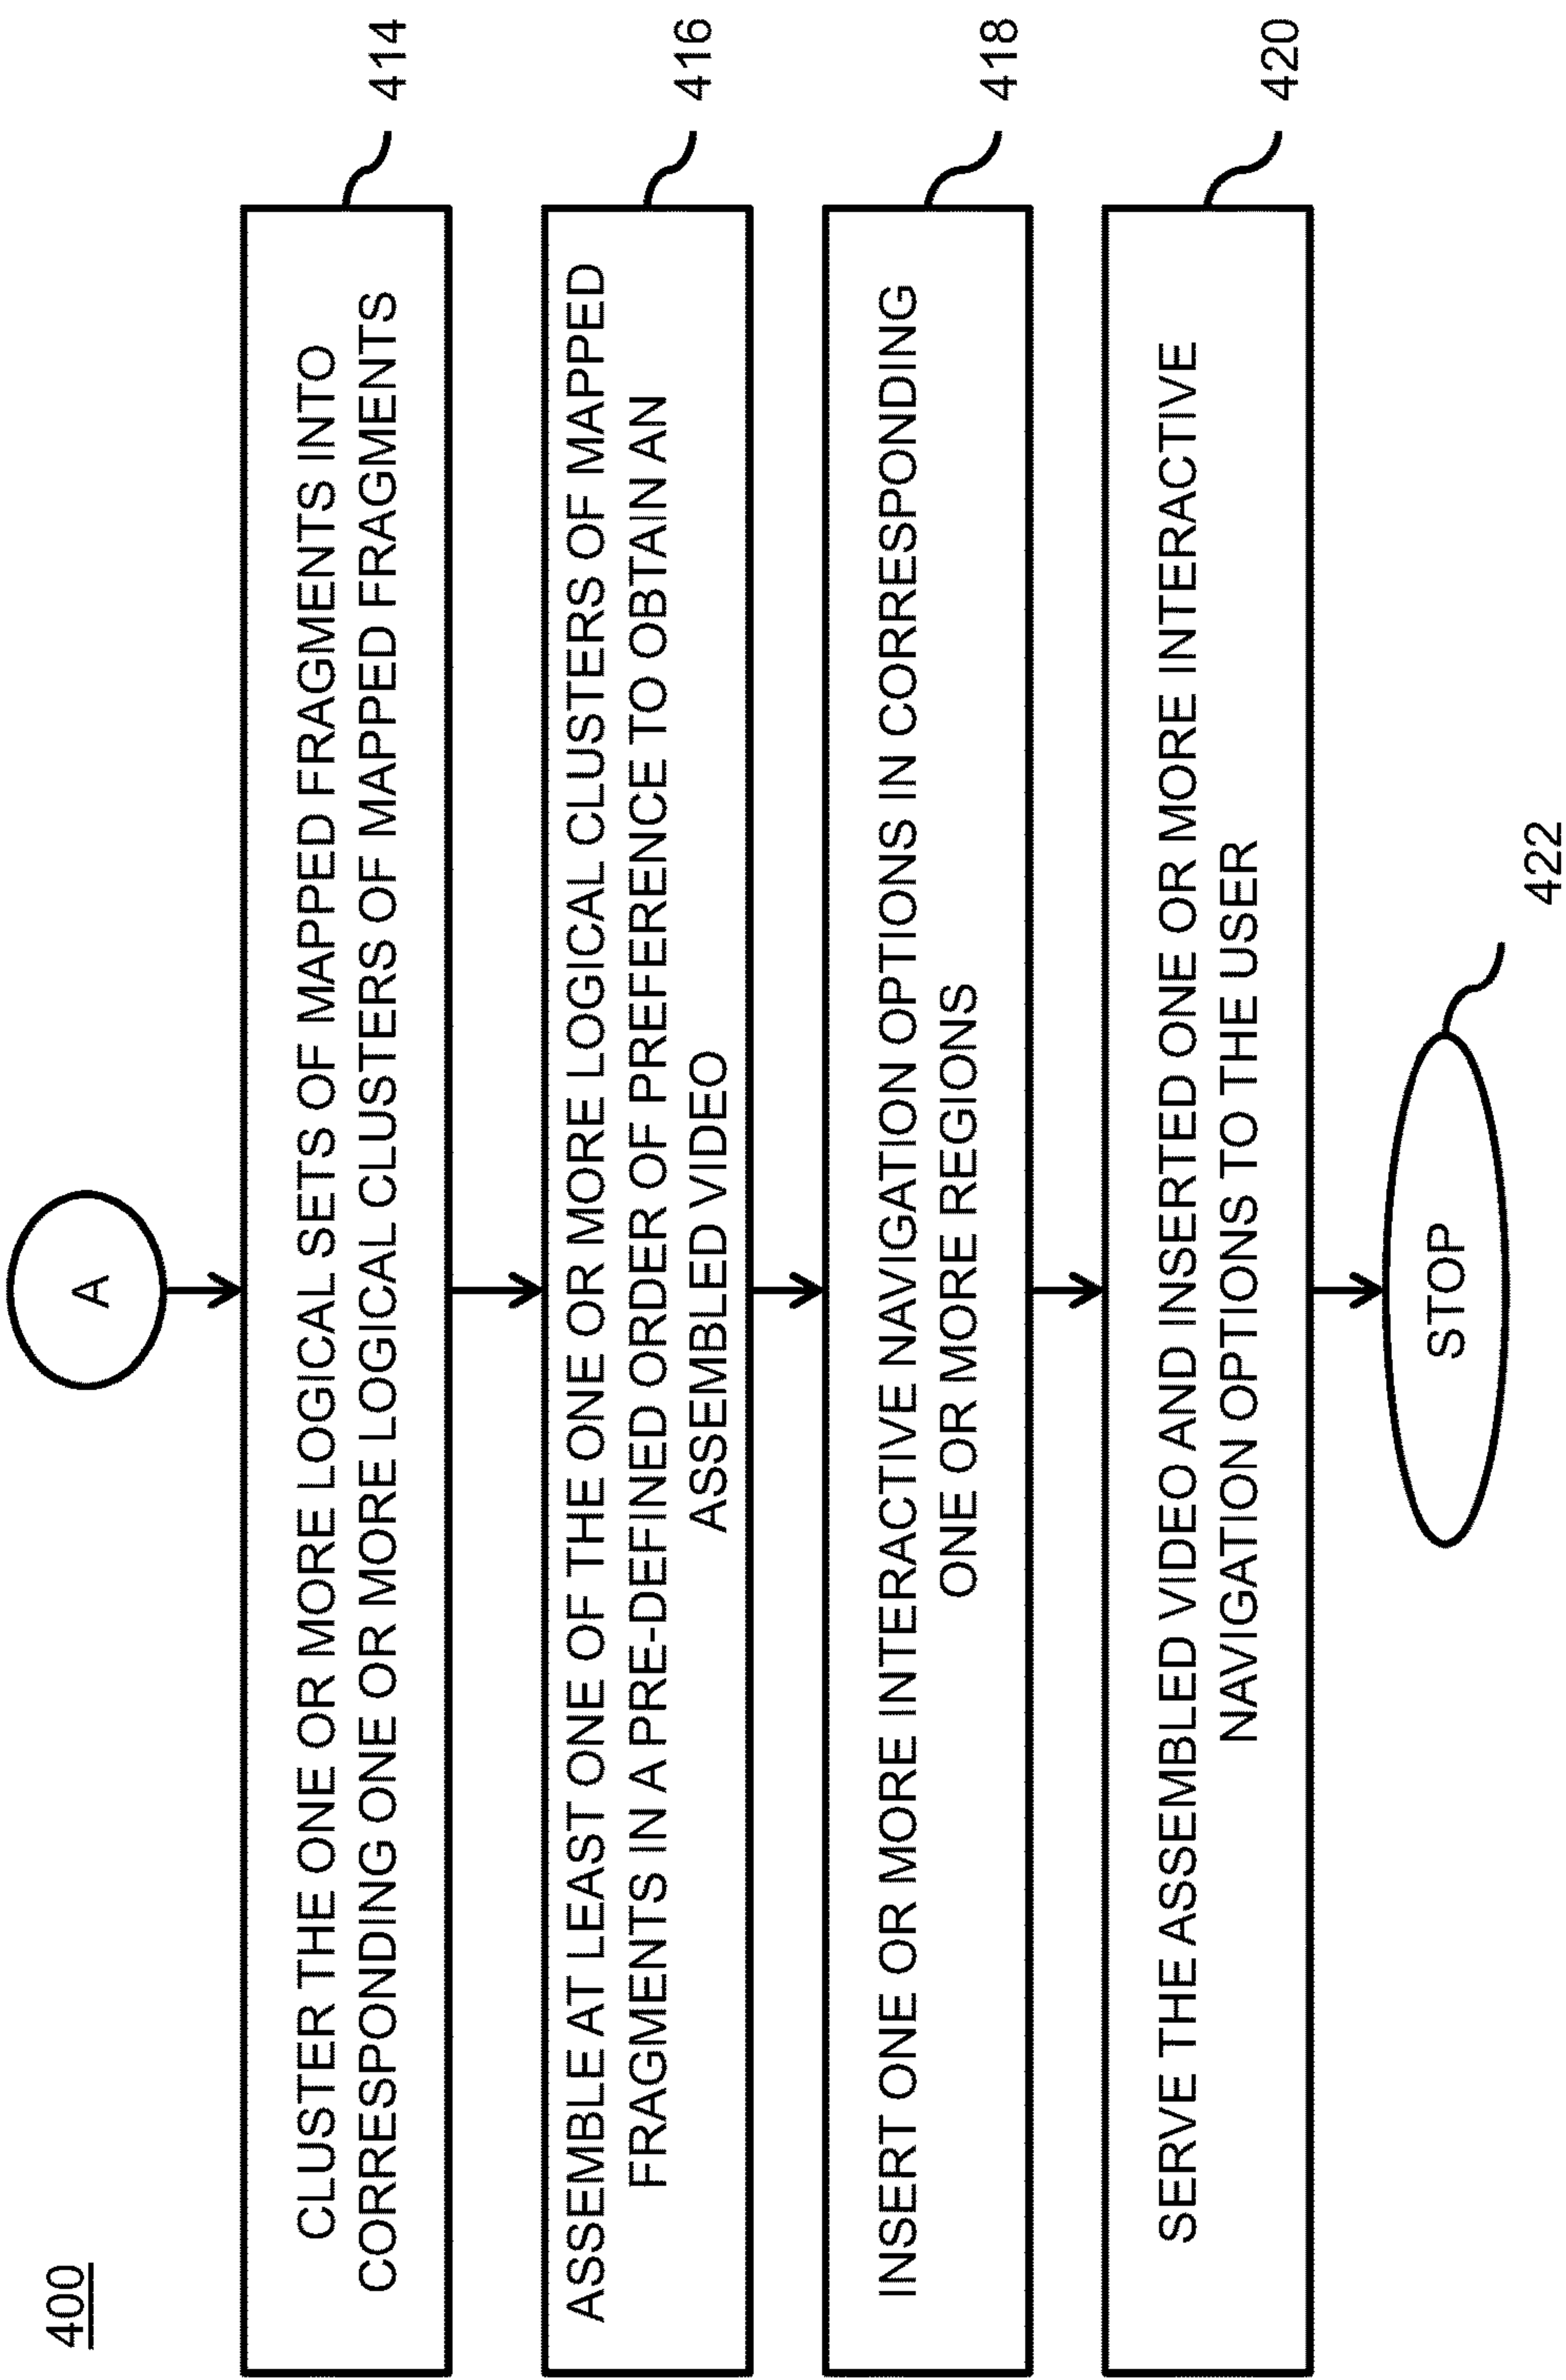 400
A
CLUSTER THE ONE OR MORE LOGICAL SETS OF MAPPED FRAGMENTS INTO
CORRESPONDING ONE OR MORE LOGICAL CLUSTERS OF MAPPED FRAGMENTS
414
ASSEMBLE AT LEAST ONE OF THE ONE OR MORE LOGICAL CLUSTERS OF MAPPED
FRAGMENTS IN A PRE-DEFINED ORDER OF PREFERENCE TO OBTAIN AN
ASSEMBLED VIDEO
416
INSERT ONE OR MORE INTERACTIVE NAVIGATION OPTIONS IN CORRESPONDING
ONE OR MORE REGIONS
418
SERVE THE ASSEMBLED VIDEO AND INSERTED ONE OR MORE INTERACTIVE
NAVIGATION OPTIONS TO THE USER
420
STOP
422